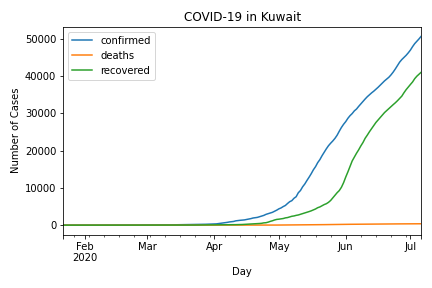 COVID-19 in Kuwait
confirmed
deaths
recovered
Number of Cases
50000
40000
30000
20000
10000
0
Feb
2020
Mar
Apr
May
Jun
Jul
Day